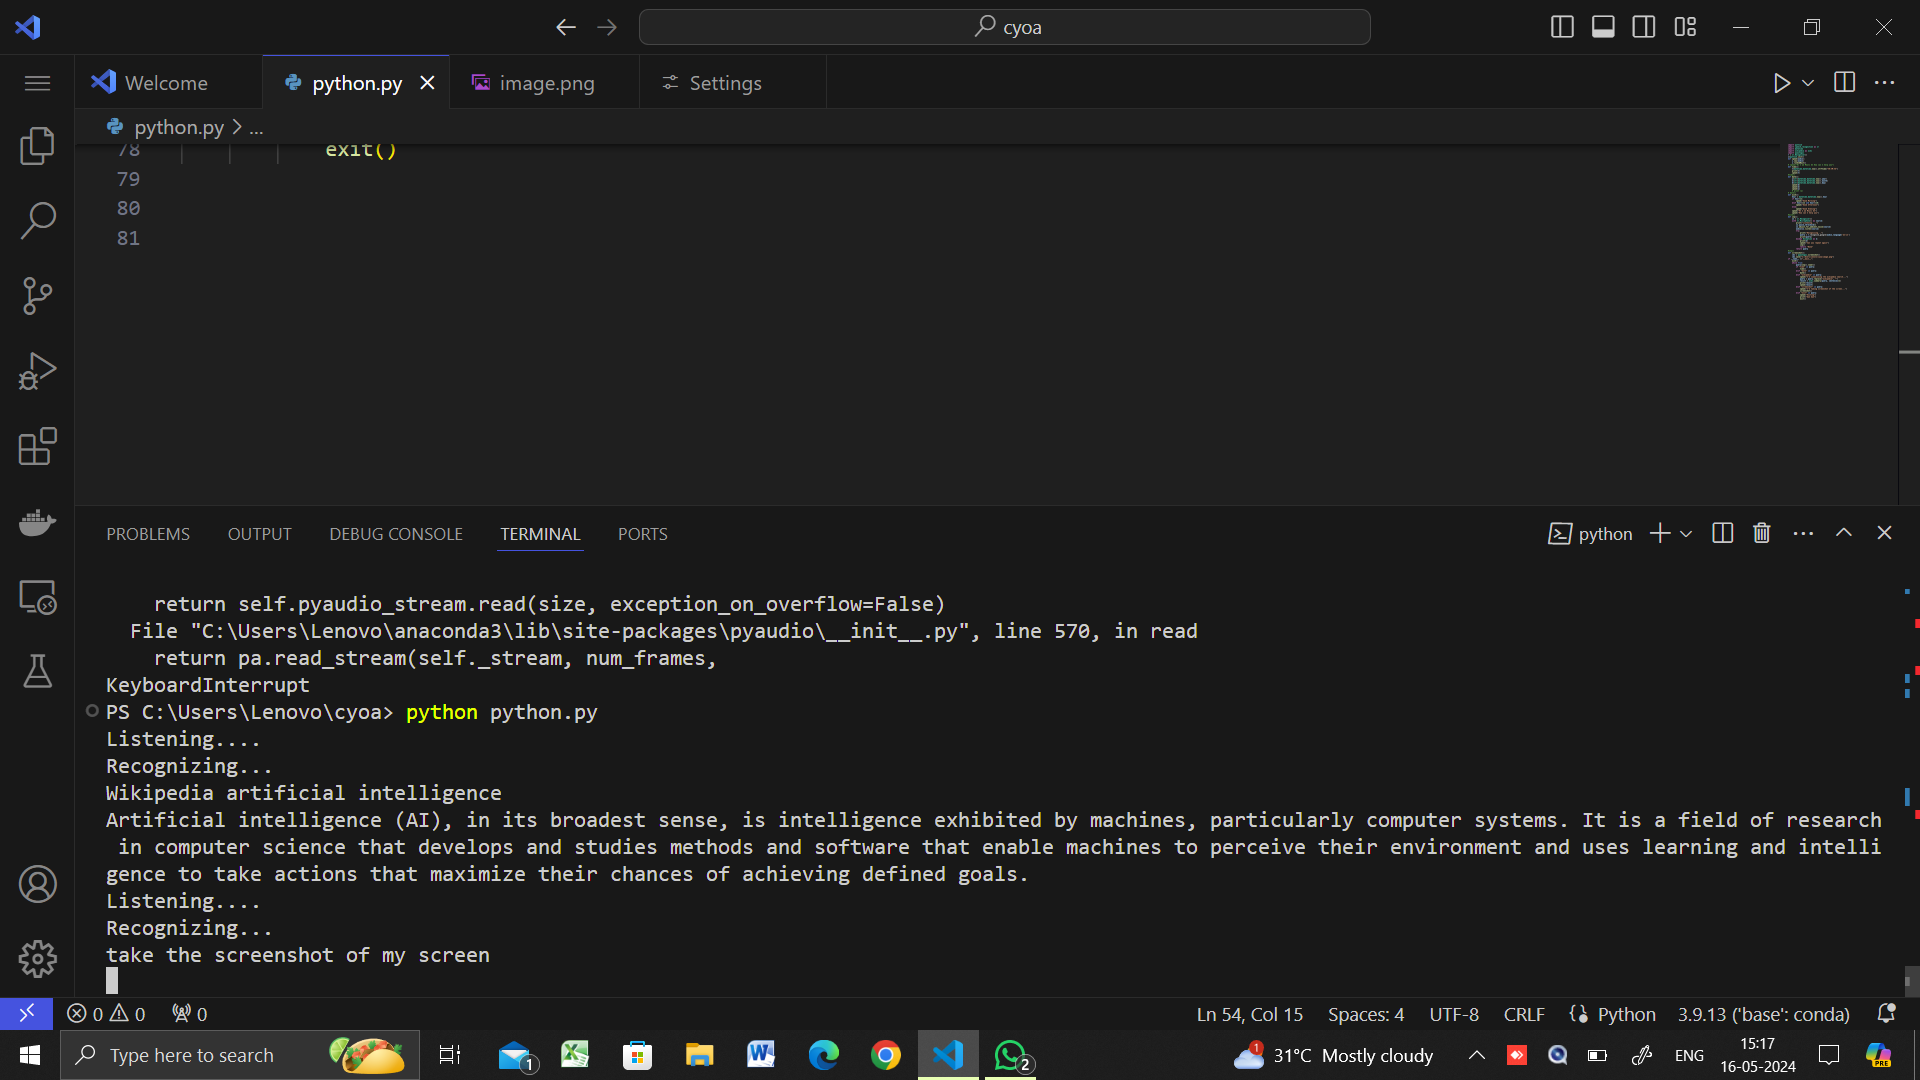 cyoa
Welcome
python.py
image.png
Settings
python.py > ...
78 exit()
79
80
81
PROBLEMS OUTPUT DEBUG CONSOLE TERMINAL PORTS
python
return self.pyaudio_stream.read(size, exception_on_overflow=False)
File "C:\Users\Lenovo\anaconda3\lib\site-packages\pyaudio\__init__.py", line 570, in read
return pa.read_stream(self._stream, num_frames,
KeyboardInterrupt
PS C:\Users\Lenovo\cyoa> python python.py
Listening....
Recognizing...
Wikipedia artificial intelligence
Artificial intelligence (AI), in its broadest sense, is intelligence exhibited by machines, particularly computer systems. It is a field of research
in computer science that develops and studies methods and software that enable machines to perceive their environment and uses learning and intelli
gence to take actions that maximize their chances of achieving defined goals.
Listening....
Recognizing...
take the screenshot of my screen
0 0 0
Ln 54, Col 15 Spaces: 4 UTF-8 CRLF Python 3.9.13 ('base': conda)
Type here to search
1
2
1
31°C Mostly cloudy
ENG
15:17
16-05-2024
PRE